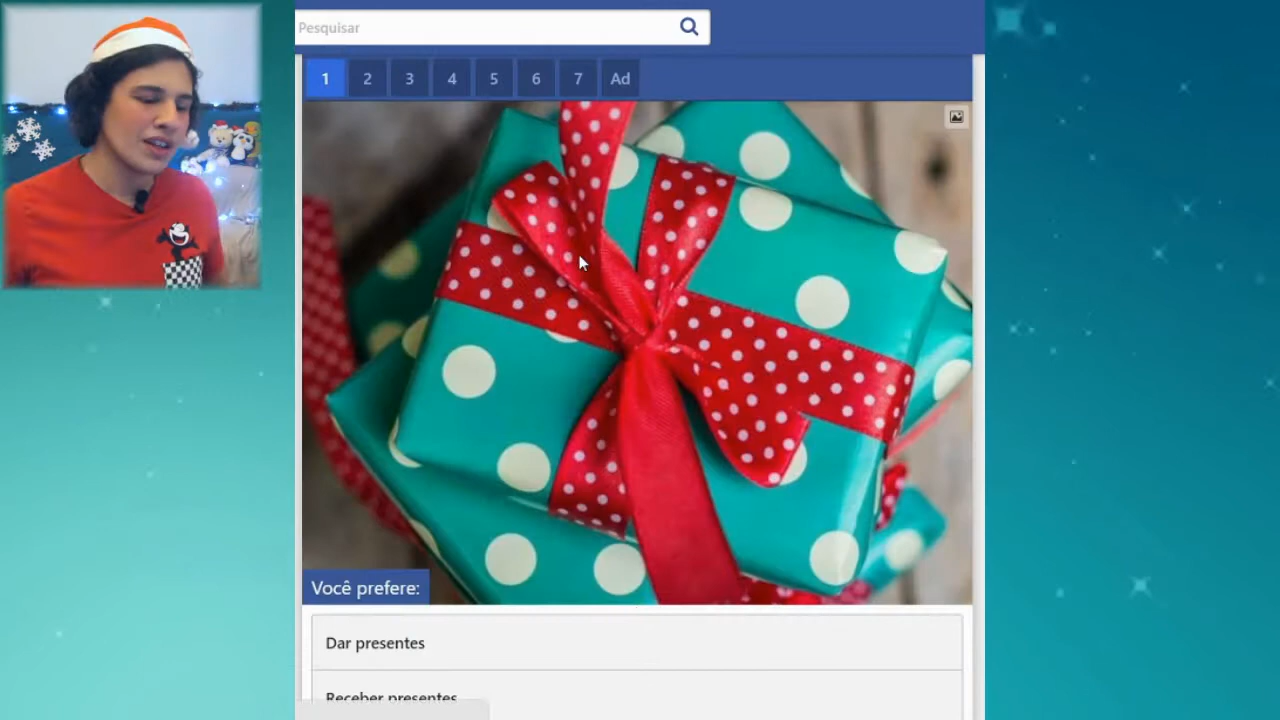 Pesquisar
1 2 3 4 5 6 7 Ad
Você prefere:
Dar presentes
Receber presentes